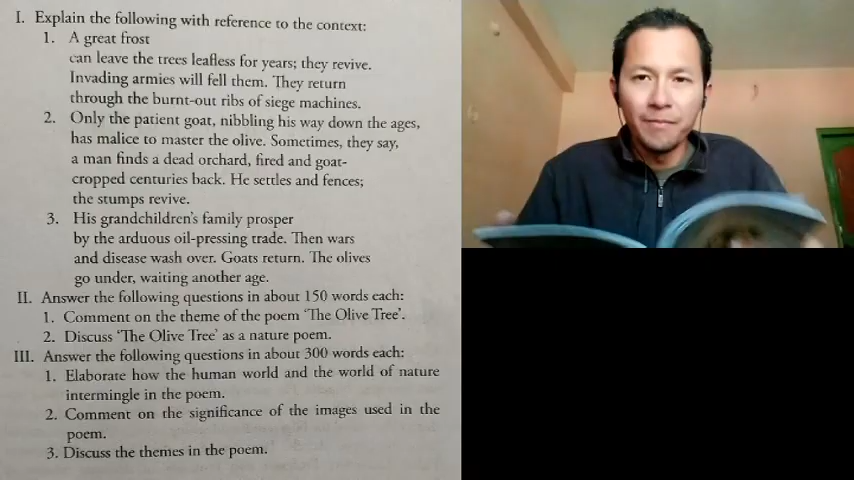 I. Explain the following with reference to the context:
1. A great frost
can leave the trees leafless for years; they revive.
Invading armies will fell them. They return
through the burnt-out ribs of siege machines.
2. Only the patient goat, nibbling his way down the ages,
has malice to master the olive. Sometimes, they say,
a man finds a dead orchard, fired and goat-
cropped centuries back. He settles and fences;
the stumps revive.
3. His grandchildren's family prosper
by the arduous oil-pressing trade. Then wars
and disease wash over. Goats return. The olives
go under, waiting another age.
II. Answer the following questions in about 150 words each:
1. Comment on the theme of the poem 'The Olive Tree'.
2. Discuss 'The Olive Tree' as a nature poem.
III. Answer the following questions in about 300 words each:
1. Elaborate how the human world and the world of nature
intermingle in the poem.
2. Comment on the significance of the images used in the
poem.
3. Discuss the themes in the poem.